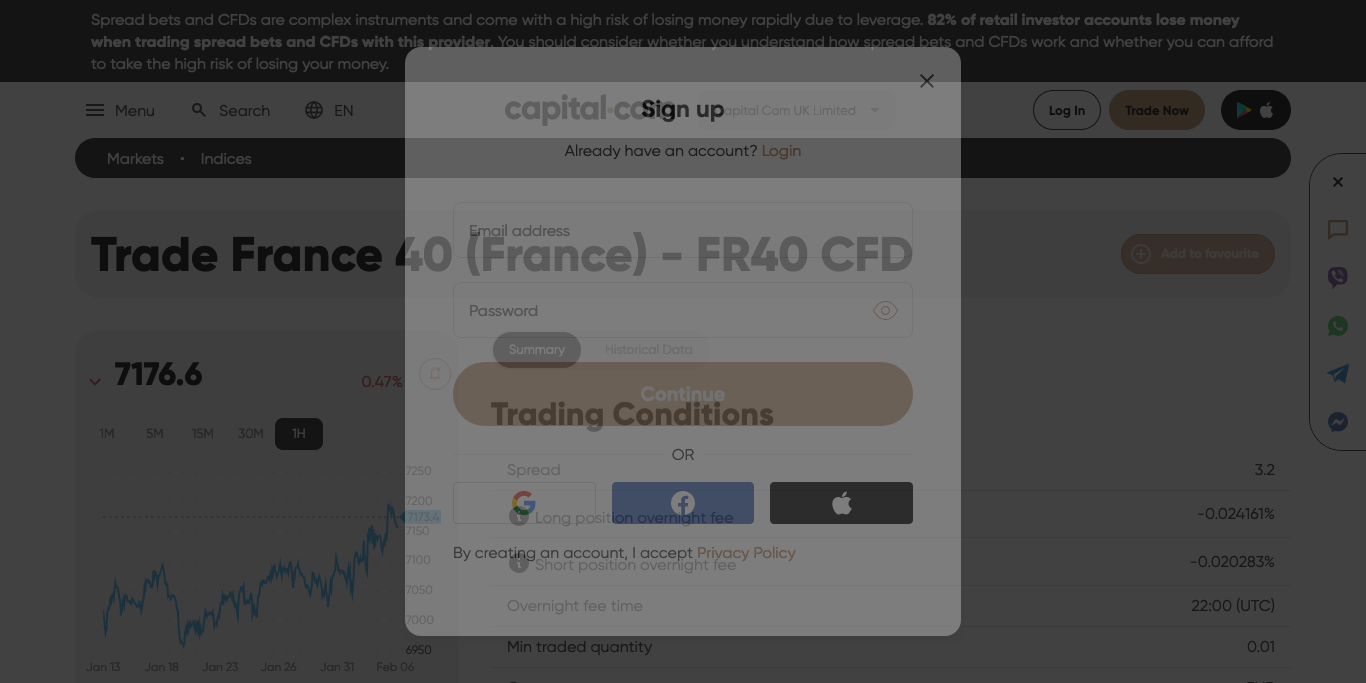 Spread bets and CFDs are complex instruments and come with a high risk of losing money rapidly due to leverage. 82% of retail investor accounts lose money
when trading spread bets and CFDs with this provider. You should consider whether you understand how spread bets and CFDs work and whether you can afford
to take the high risk of losing your money.
Menu
Search
EN
capital.com
Capital Com UK Limited
Log In
Trade Now
Sign up
Already have an account? Login
Markets • Indices
Email address
Trade France 40 (France) - FR40 CFD
Add to favourite
Password
Summary
Historical Data
7176.6
0.47%
Continue
Trading Conditions
1M
5M
15M
30M
1H
OR
Spread
3.2
Long position overnight fee
-0.024161%
By creating an account, I accept Privacy Policy
Short position overnight fee
-0.020283%
Overnight fee time
22:00 (UTC)
Min traded quantity
0.01
7250
7200
7173.4
7150
7100
7050
7000
6950
Jan 13
Jan 18
Jan 23
Jan 26
Jan 31
Feb 06